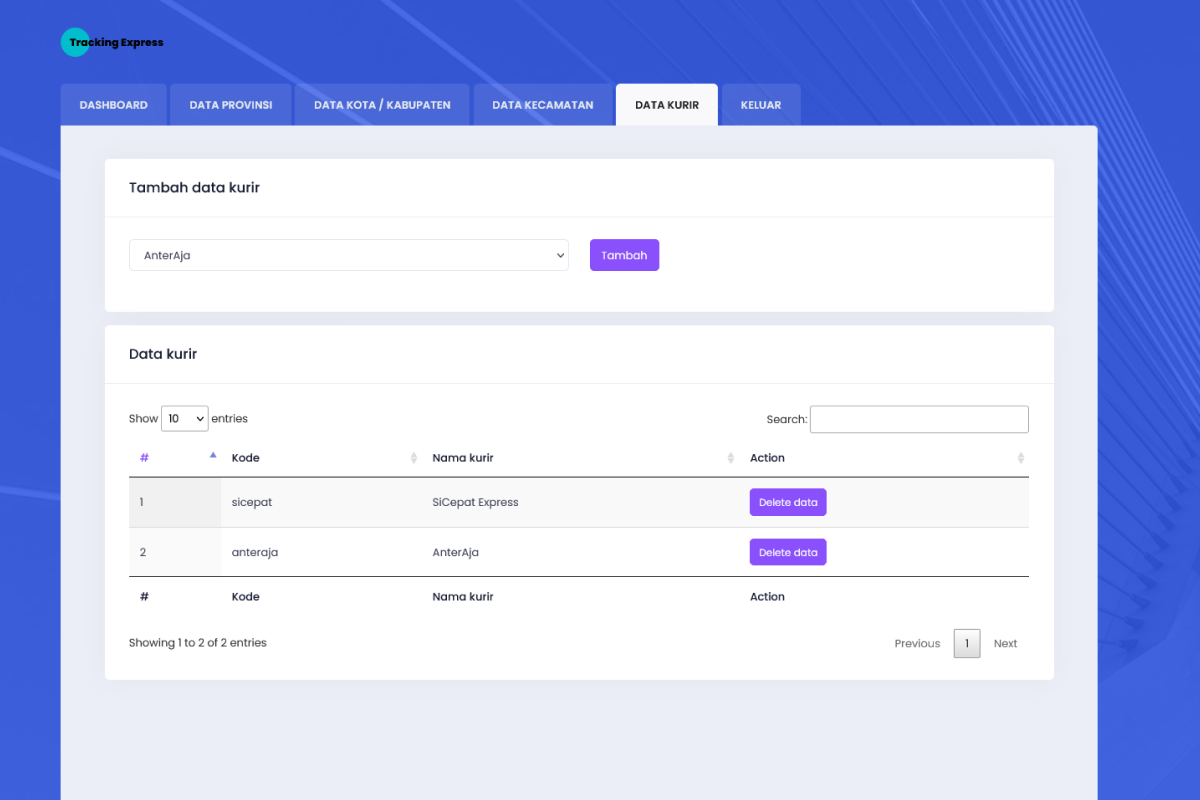 Tracking Express
DASHBOARD DATA PROVINSI DATA KOTA / KABUPATEN DATA KECAMATAN DATA KURIR KELUAR
Tambah data kurir
AnterAja Tambah
Data kurir
Show 10 entries Search:
# Kode Nama kurir Action
1 sicepat SiCepat Express Delete data
2 anteraja AnterAja Delete data
# Kode Nama kurir Action
Showing 1 to 2 of 2 entries Previous 1 Next